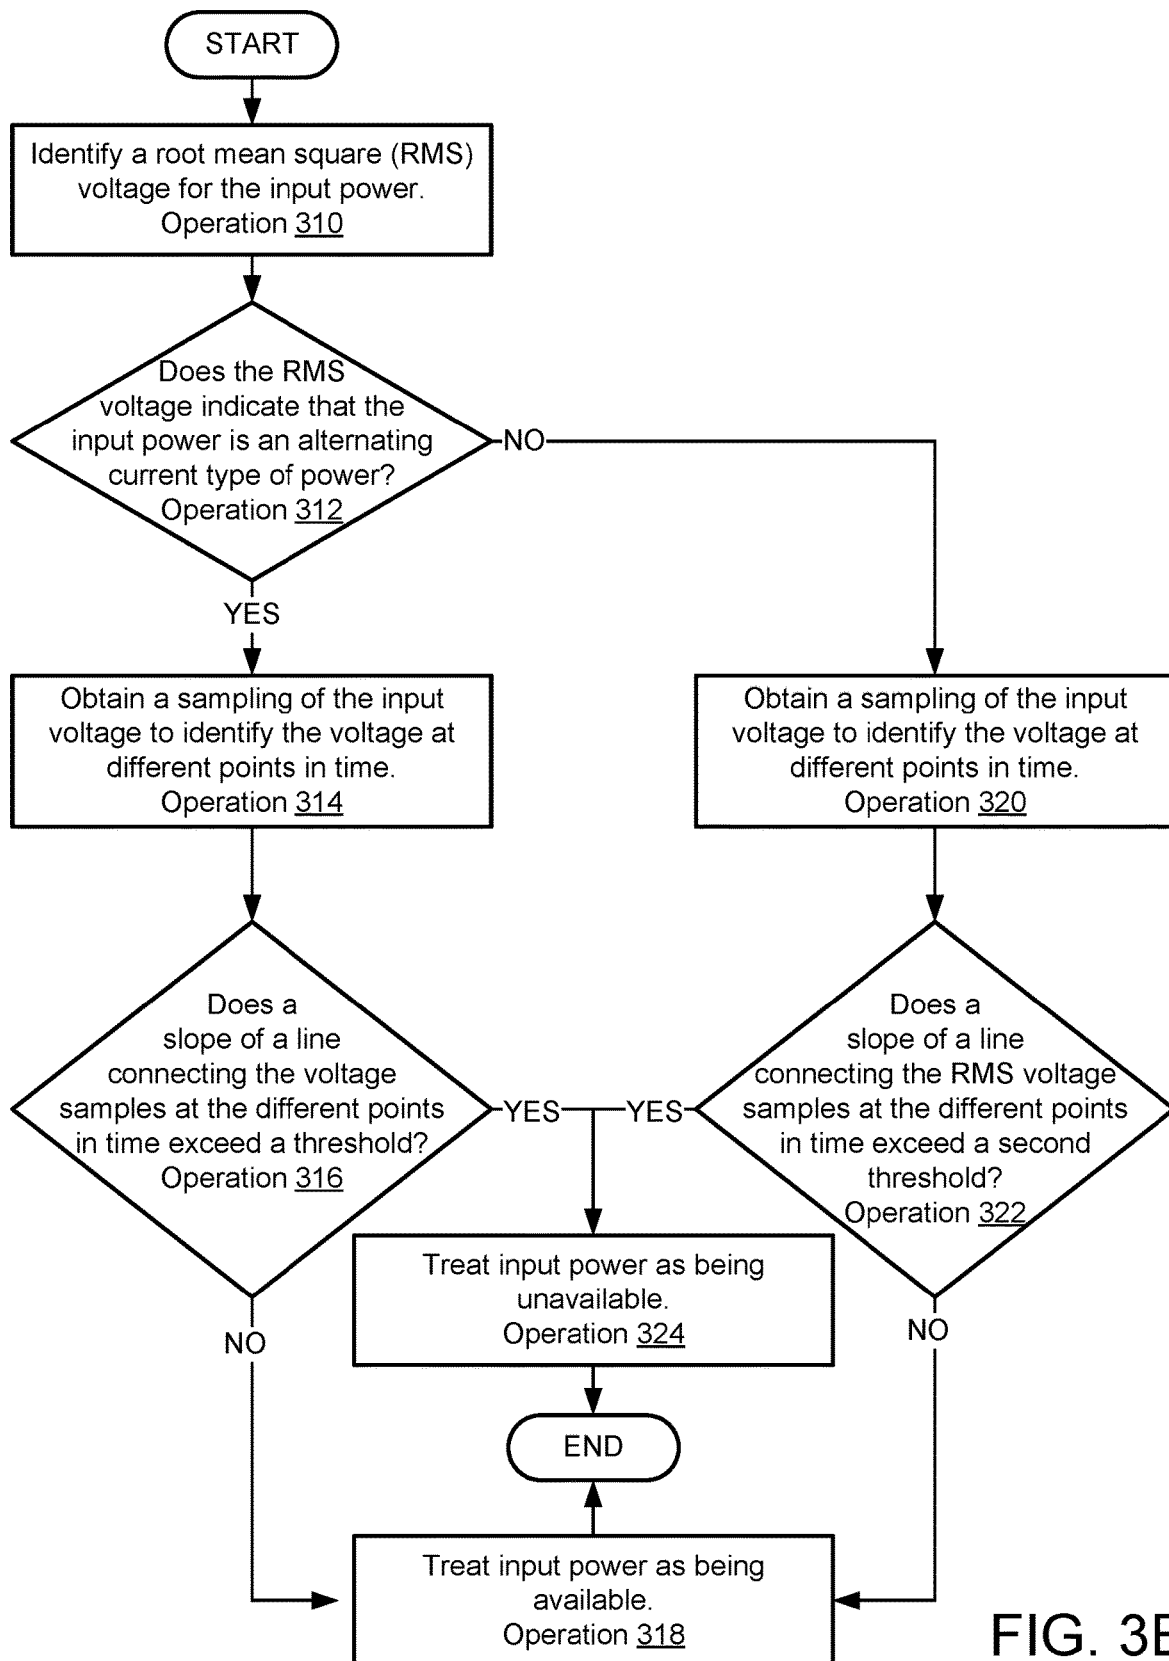 START
Identify a root mean square (RMS)
voltage for the input power.
Operation 310
Does the RMS
voltage indicate that the
input power is an alternating
current type of power?
Operation 312
NO
YES
Obtain a sampling of the input
voltage to identify the voltage at
different points in time.
Operation 314
Obtain a sampling of the input
voltage to identify the voltage at
different points in time.
Operation 320
Does a
slope of a line
connecting the voltage
samples at the different points
in time exceed a threshold?
Operation 316
YES
YES
Does a
slope of a line
connecting the RMS voltage
samples at the different points
in time exceed a second
threshold?
Operation 322
Treat input power as being
unavailable.
Operation 324
NO
NO
END
Treat input power as being
available.
Operation 318
FIG. 3B